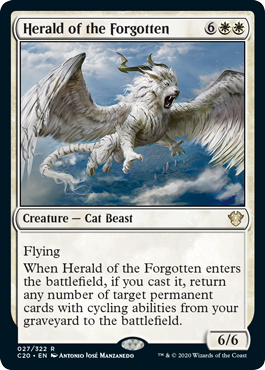 Herald of the Forgotten 6
Creature — Cat Beast
Flying
When Herald of the Forgotten enters
the battlefield, if you cast it, return
any number of target permanent
cards with cycling abilities from your
graveyard to the battlefield.
6/6
027/322 R
C20 • EN Antonio José Manzanedo
™ & © 2020 Wizards of the Coast